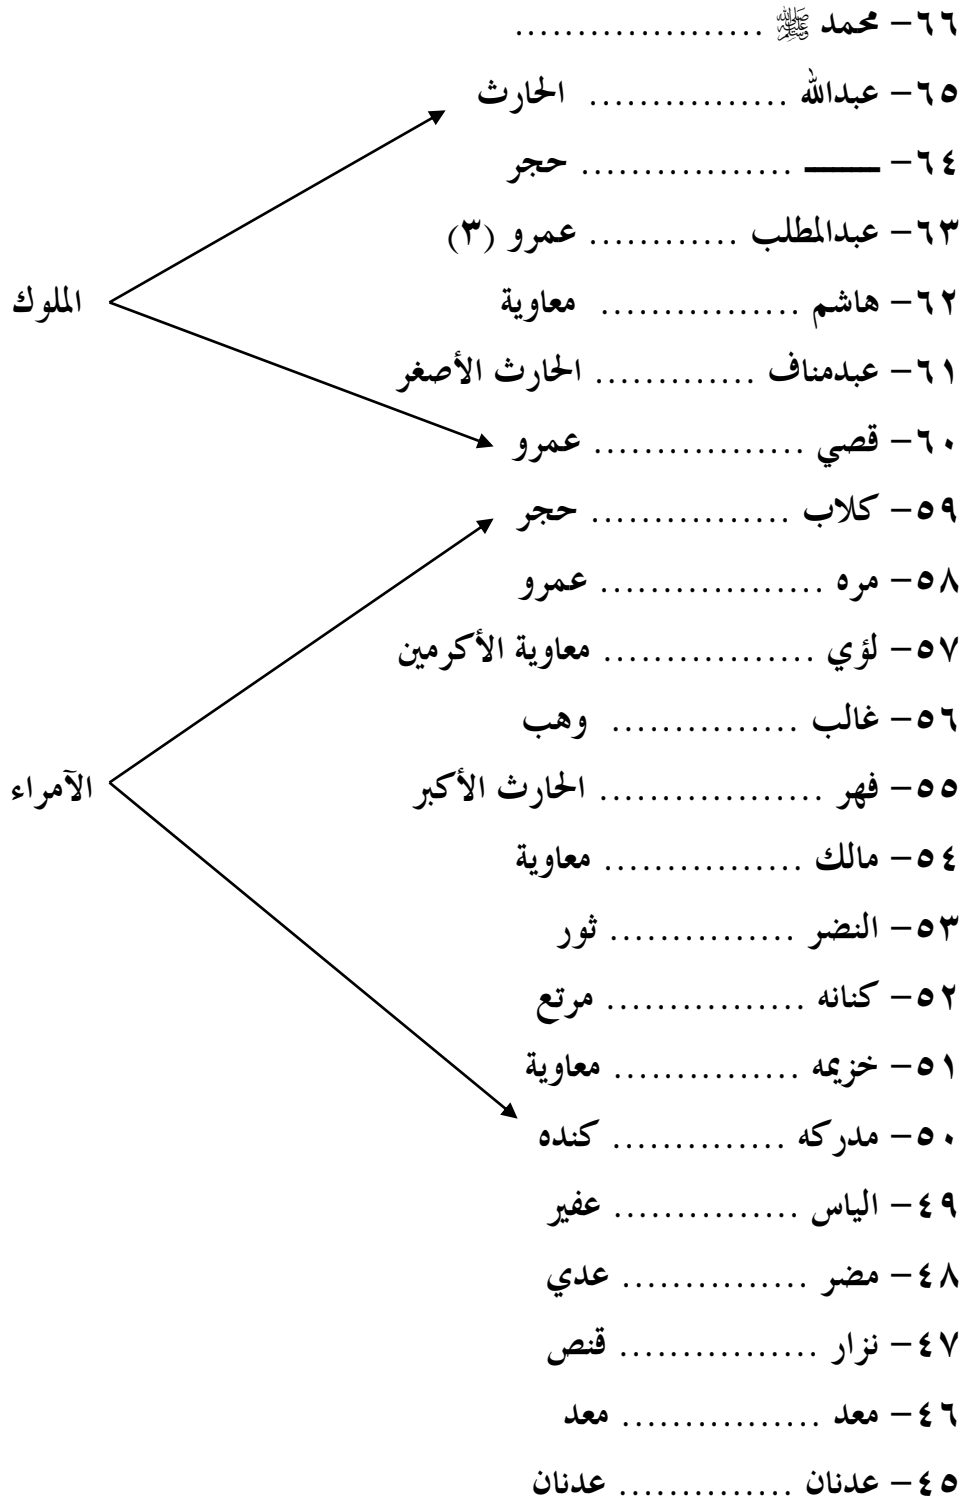 ٦٦- محمد ﷺ ....................
٦٥- عبدالله ................ الحارث
٦٤- ـــــــ ................. حجر
٦٣- عبدالمطلب ............ عمرو (٣)
٦٢- هاشم ................ معاوية
الملوك
٦١- عبدمناف ............. الحارث الأصغر
٦٠- قصي ................. عمرو
٥٩- كلاب ................ حجر
٥٨- مره .................. عمرو
٥٧- لؤي ................. معاوية الأكرمين
٥٦- غالب ............... وهب
٥٥- فهر .................. الحارث الأكبر
الآمراء
٥٤- مالك ................ معاوية
٥٣- النضر ............... ثور
٥٢- كنانه ................ مرتع
٥١- خزيمه ............... معاوية
٥٠- مدركه .............. كنده
٤٩- الياس ............... عفير
٤٨- مضر ............... عدي
٤٧- نزار ................ قنص
٤٦- معد ................ معد
٤٥- عدنان .............. عدنان